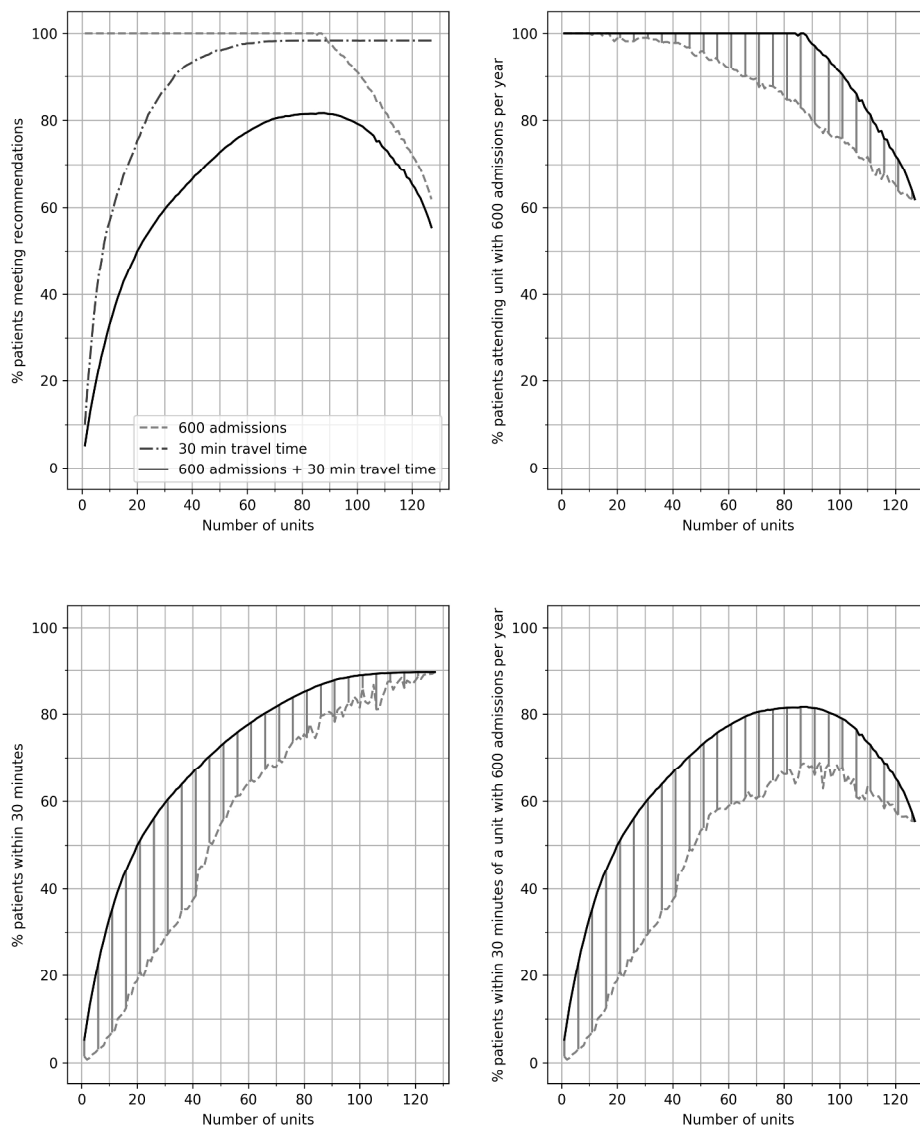 % patients meeting recommendations
100
80
60
40
20
0
600 admissions
30 min travel time
600 admissions + 30 min travel time
0 20 40 60 80 100 120
Number of units
% patients attending unit with 600 admissions per year
100
80
60
40
20
0
0 20 40 60 80 100 120
Number of units
% patients within 30 minutes
100
80
60
40
20
0
0 20 40 60 80 100 120
Number of units
% patients within 30 minutes of a unit with 600 admissions per year
100
80
60
40
20
0
0 20 40 60 80 100 120
Number of units